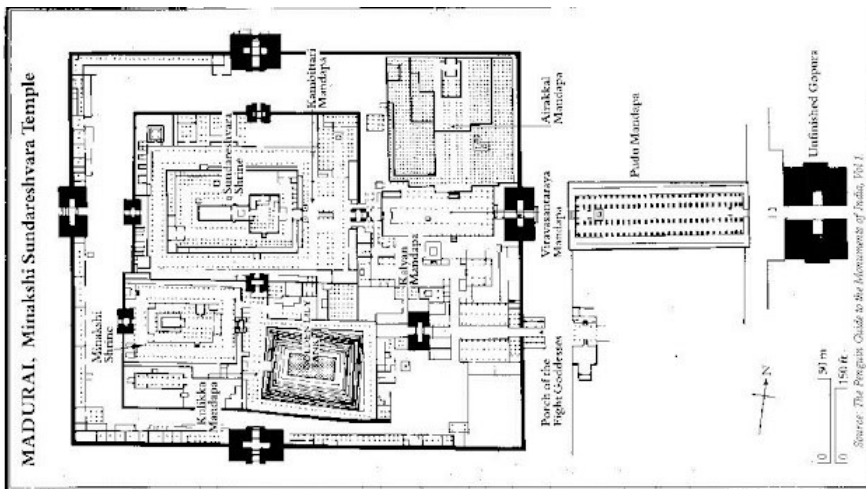 MADURAI, Minakshi Sundareshvara Temple
Minakshi
Shrine
Kulikka
Mandapa
Sundareshvara
Shrine
Kambittari
Mandapa
Kalyan
Mandapa
Airakkal
Mandapa
Viravasantaraya
Mandapa
Porch of the
Eight Goddesses
Pudu Mandapa
Unfinished Gopura
N
0 50 m
0 150 ft.
Source: The Penguin Guide to the Monuments of India, Vol 1.